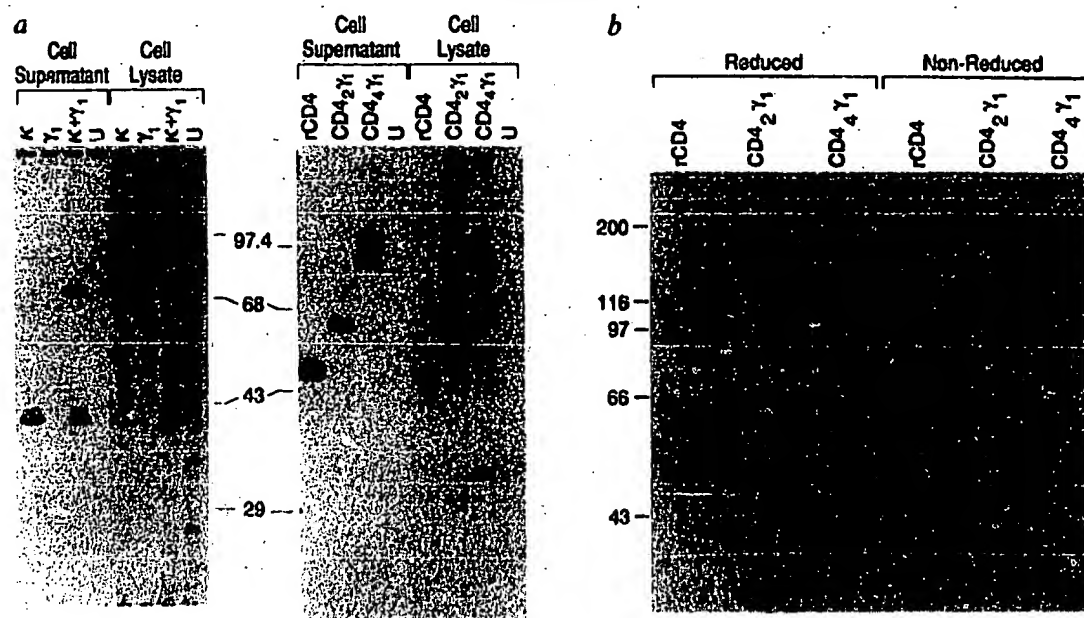 a
Cell Supernatant
Cell Lysate
κ
γ1
κ+γ1
U
κ
γ1
κ+γ1
U
97.4
68
43
29
Cell Supernatant
Cell Lysate
rCD4
CD4₂γ1
CD4₄γ1
U
rCD4
CD4₂γ1
CD4₄γ1
U
b
Reduced
Non-Reduced
rCD4
CD4₂γ1
CD4₄γ1
rCD4
CD4₂γ1
CD4₄γ1
200
116
97
66
43